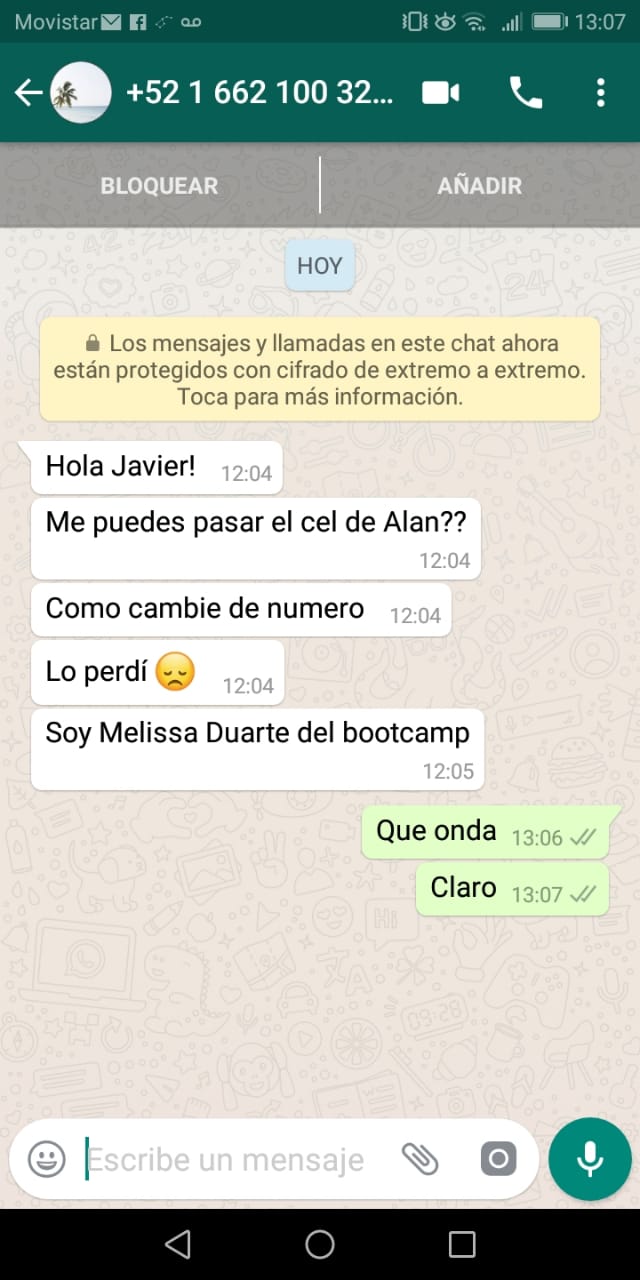 Movistar 13:07
+52 1 662 100 32...
BLOQUEAR AÑADIR
HOY
Los mensajes y llamadas en este chat ahora
están protegidos con cifrado de extremo a extremo.
Toca para más información.
Hola Javier! 12:04
Me puedes pasar el cel de Alan??
12:04
Como cambie de numero 12:04
Lo perdí 😞 12:04
Soy Melissa Duarte del bootcamp
12:05
Que onda 13:06
Claro 13:07
Escribe un mensaje